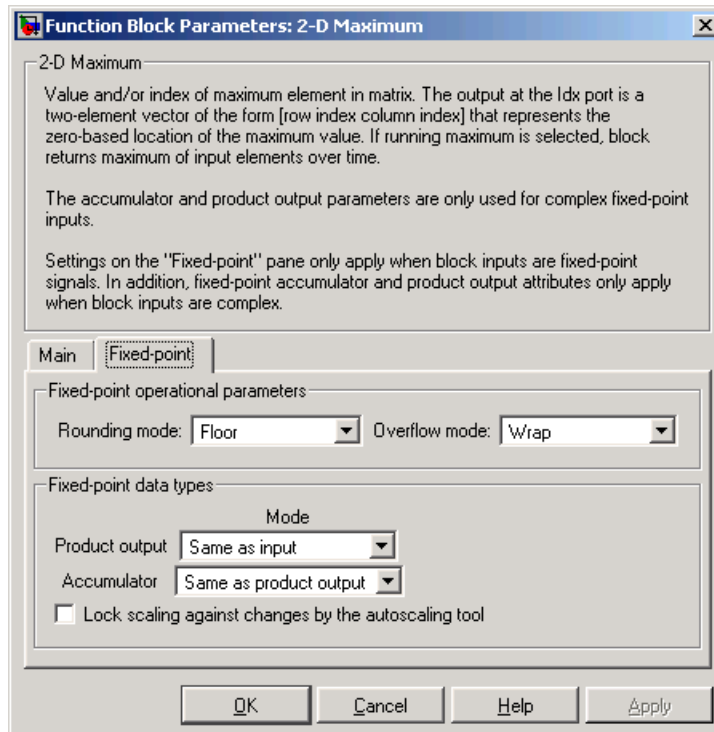 Function Block Parameters: 2-D Maximum
2-D Maximum
Value and/or index of maximum element in matrix. The output at the Idx port is a
two-element vector of the form [row index column index] that represents the
zero-based location of the maximum value. If running maximum is selected, block
returns maximum of input elements over time.
The accumulator and product output parameters are only used for complex fixed-point
inputs.
Settings on the "Fixed-point" pane only apply when block inputs are fixed-point
signals. In addition, fixed-point accumulator and product output attributes only apply
when block inputs are complex.
Main Fixed-point
Fixed-point operational parameters
Rounding mode: Floor Overflow mode: Wrap
Fixed-point data types
Mode
Product output Same as input
Accumulator Same as product output
Lock scaling against changes by the autoscaling tool
OK Cancel Help Apply